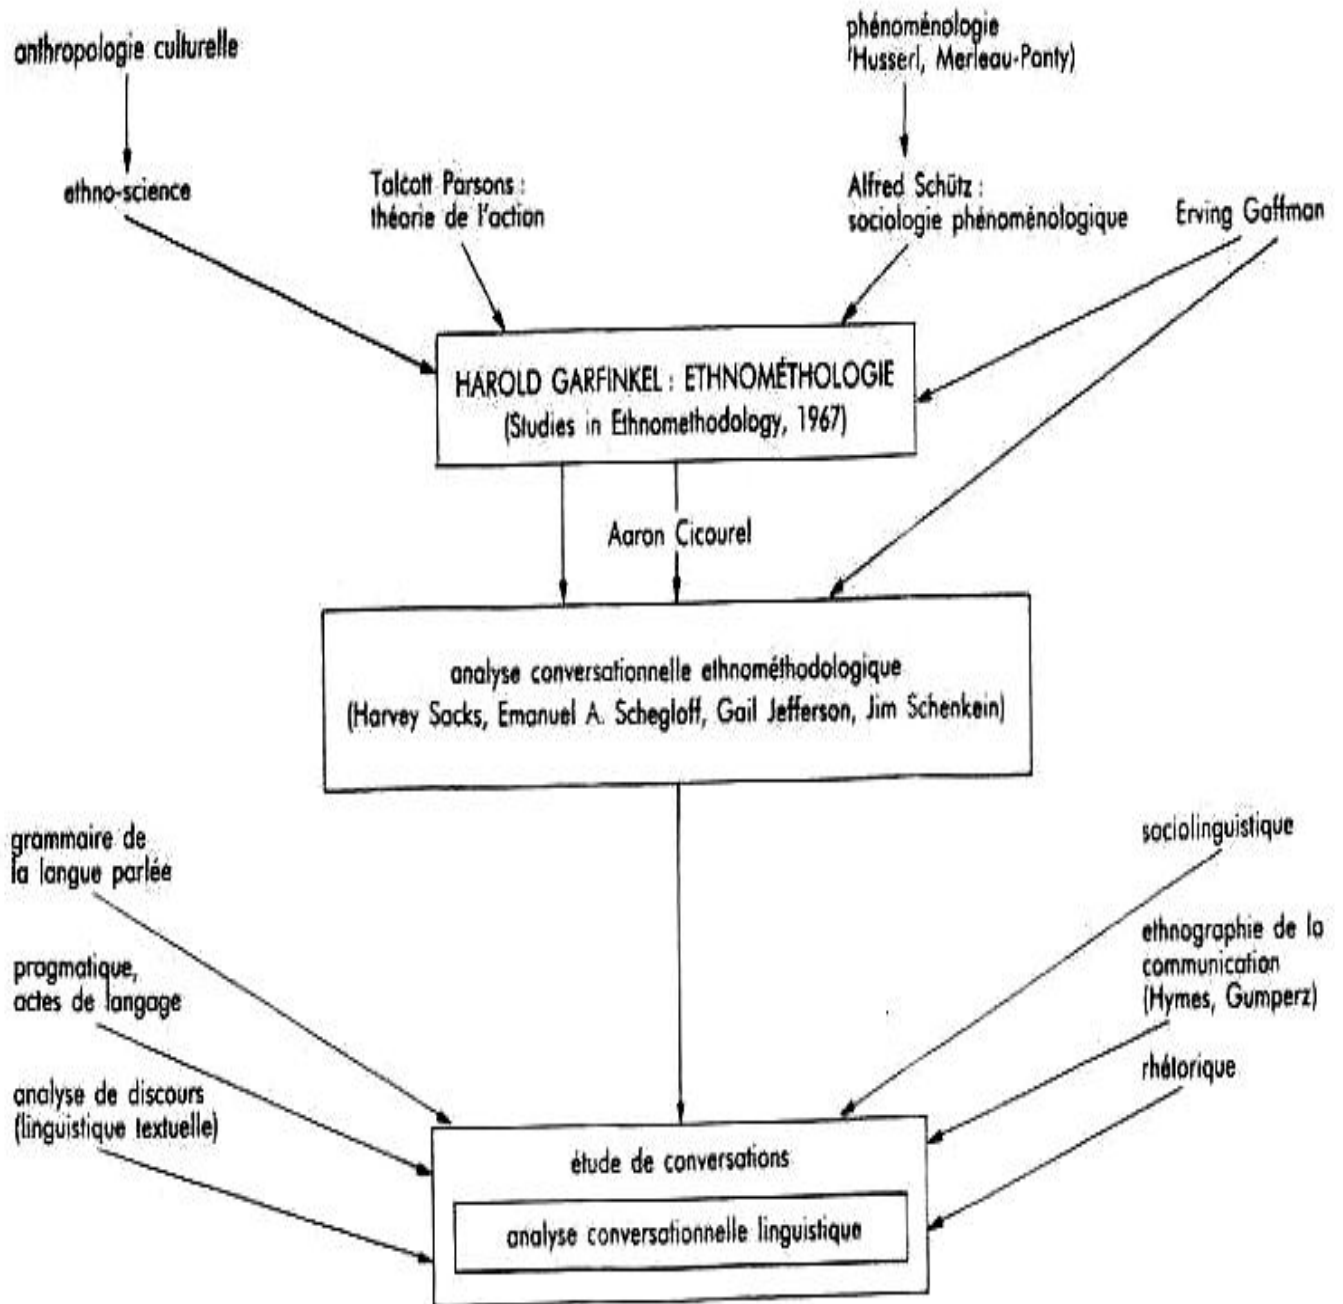 anthropologie culturelle
phénoménologie
(Husserl, Merleau-Ponty)
ethno-science
Talcott Parsons :
théorie de l'action
Alfred Schütz :
sociologie phénoménologique
Erving Goffman
HAROLD GARFINKEL : ETHNOMÉTHOLOGIE
(Studies in Ethnomethodology, 1967)
Aaron Cicourel
analyse conversationnelle ethnométhodologique
(Harvey Sacks, Emanuel A. Schegloff, Gail Jefferson, Jim Schenkein)
grammaire de
la langue parlée
pragmatique,
actes de langage
analyse de discours
(linguistique textuelle)
sociolinguistique
ethnographie de la
communication
(Hymes, Gumperz)
rhétorique
étude de conversations
analyse conversationnelle linguistique